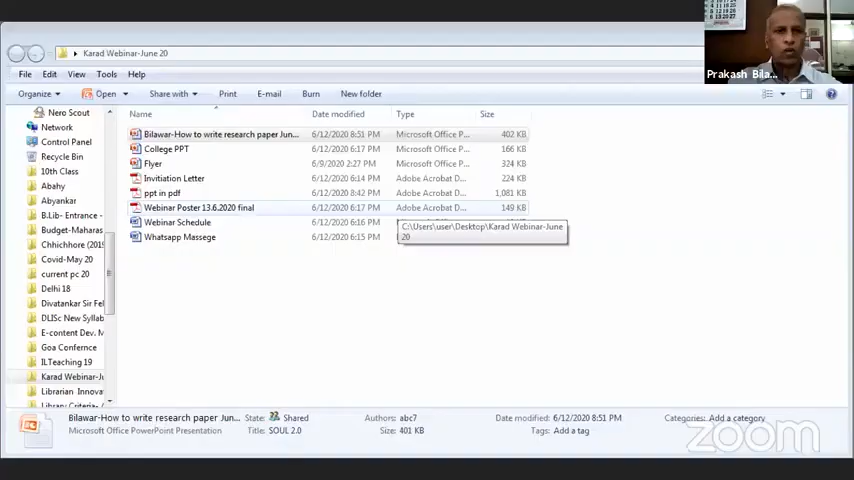 Karad Webinar-June 20
Prakash Bila...
File Edit View Tools Help
Organize Open Share with Print E-mail Burn New folder
Name Date modified Type Size
Nero Scout
Network
Control Panel
Recycle Bin
10th Class
Abahy
Abyankar
B.Lib- Entrance -
Budget-Maharas
Chhichhore (2019
Covid-May 20
current pc 20
Delhi 18
Divatankar Sir Fel
DLISc New Syllab
E-content Dev. M
Goa Confernce
ILTeaching 19
Karad Webinar-Ju
Librarian Innova
Library Criteria-
Bilawar-How to write research paper Jun... 6/12/2020 8:51 PM Microsoft Office P... 402 KB
College PPT 6/12/2020 6:17 PM Microsoft Office P... 166 KB
Flyer 6/9/2020 2:27 PM Microsoft Office P... 324 KB
Invitiation Letter 6/12/2020 6:14 PM Adobe Acrobat D... 224 KB
ppt in pdf 6/12/2020 8:42 PM Adobe Acrobat D... 1,081 KB
Webinar Poster 13.6.2020 final 6/12/2020 6:17 PM Adobe Acrobat D... 149 KB
Webinar Schedule 6/12/2020 6:16 PM
Whatsapp Massege 6/12/2020 6:15 PM
C:\Users\user\Desktop\Karad Webinar-June
20
Bilawar-How to write research paper Jun... State: Shared Authors: abc7 Date modified: 6/12/2020 8:51 PM Categories: Add a category
Microsoft Office PowerPoint Presentation Title: SOUL 2.0 Size: 401 KB Tags: Add a tag
zoom